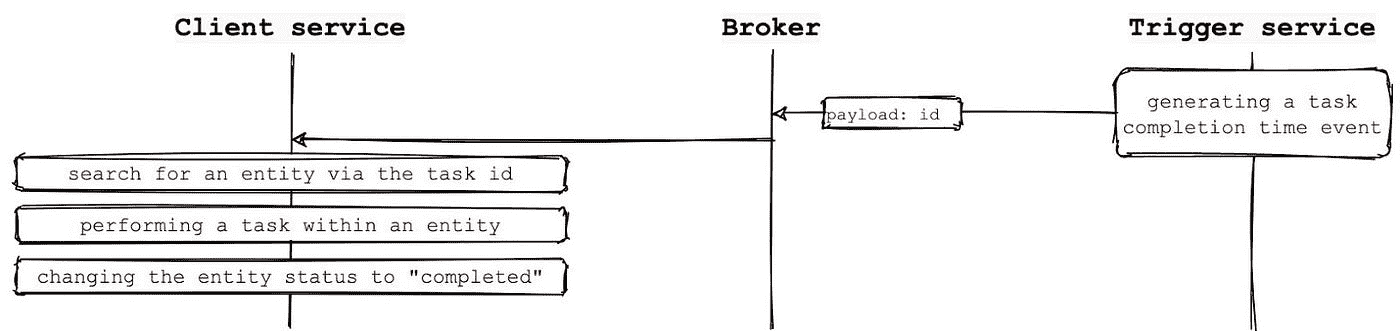 Client service
Broker
Trigger service
generating a task
completion time event
payload: id
search for an entity via the task id
performing a task within an entity
changing the entity status to "completed"